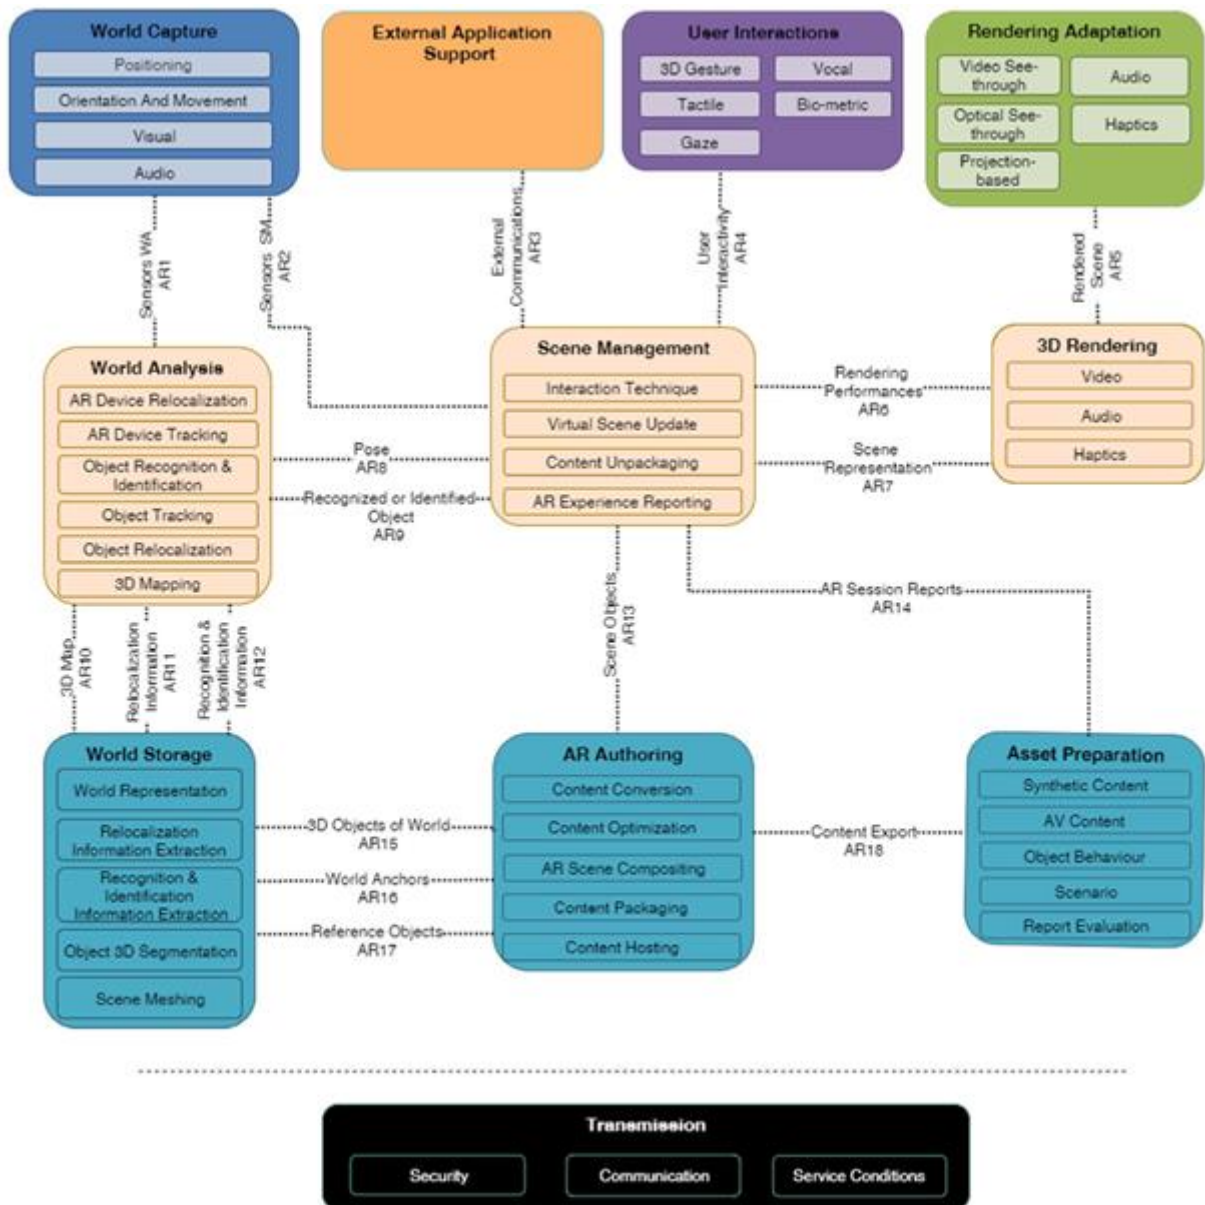 World Capture
Positioning
Orientation And Movement
Visual
Audio
External Application
Support
User Interactions
3D Gesture
Vocal
Tactile
Bio-metric
Gaze
Rendering Adaptation
Video See-
through
Audio
Optical See-
through
Haptics
Projection-
based
Sensors WA
AR1
Sensors SM
AR2
External
Communications
AR3
User
Interactivity
AR4
Rendered
Scene
AR5
World Analysis
AR Device Relocalization
AR Device Tracking
Object Recognition &
Identification
Object Tracking
Object Relocalization
3D Mapping
Pose
AR8
Recognized or Identified
Object
AR9
Scene Management
Interaction Technique
Virtual Scene Update
Content Unpackaging
AR Experience Reporting
Rendering
Performances
AR6
Scene
Representation
AR7
3D Rendering
Video
Audio
Haptics
3D Map
AR10
Relocalization
Information
AR11
Recognition &
Identification
Information
AR12
Scene Objects
AR13
AR Session Reports
AR14
World Storage
World Representation
Relocalization
Information Extraction
Recognition &
Identification
Information Extraction
Object 3D Segmentation
Scene Meshing
3D Objects of World
AR15
World Anchors
AR16
Reference Objects
AR17
AR Authoring
Content Conversion
Content Optimization
AR Scene Compositing
Content Packaging
Content Hosting
Content Export
AR18
Asset Preparation
Synthetic Content
AV Content
Object Behaviour
Scenario
Report Evaluation
Transmission
Security
Communication
Service Conditions